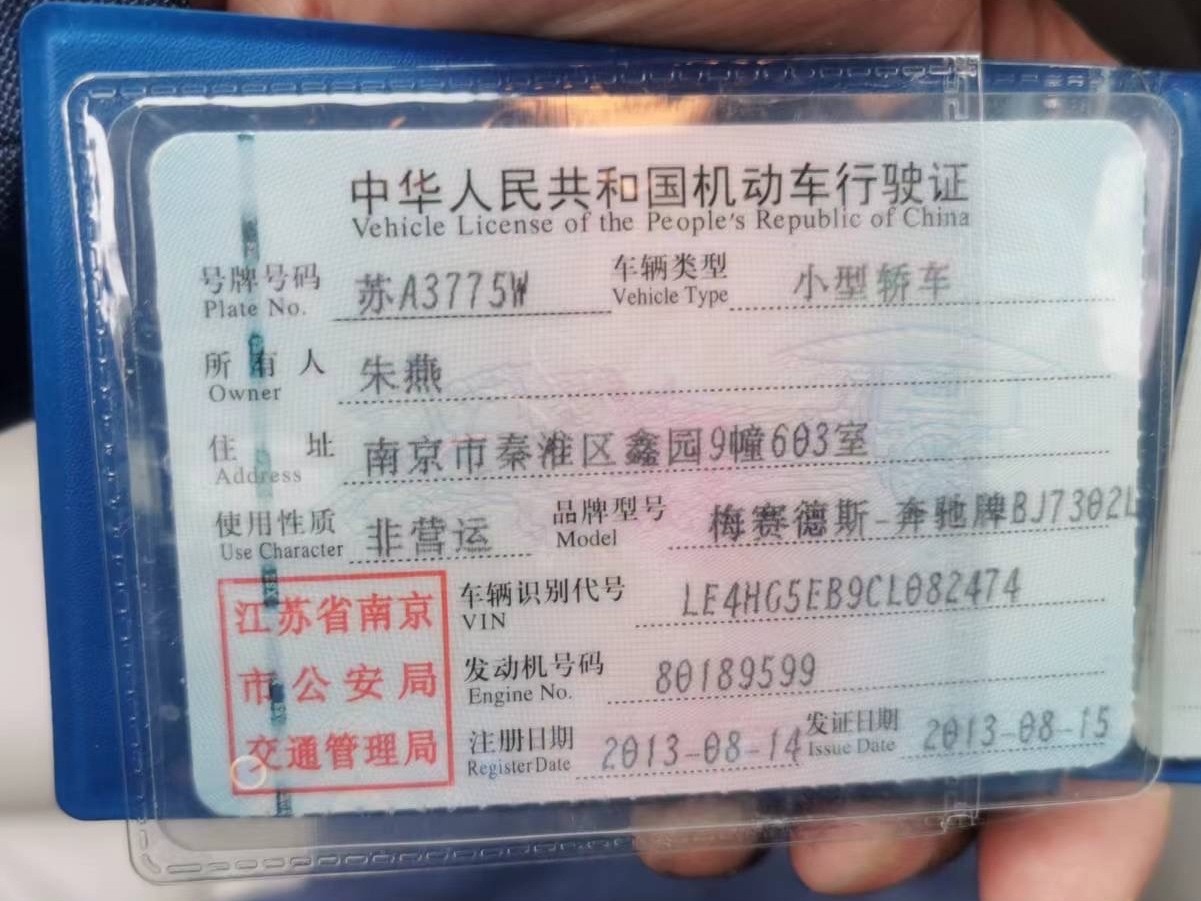 中华人民共和国机动车行驶证
Vehicle License of the People's Republic of China
号牌号码 苏A3775W 车辆类型 小型轿车
Plate No. Vehicle Type
所有人 朱燕
Owner
住址 南京市秦淮区鑫园9幢603室
Address
使用性质 非营运 品牌型号 梅赛德斯-奔驰牌BJ7302L
Use Character Model
江苏省南京
市公安局
交通管理局
车辆识别代号 LE4HG5EB9CL082474
VIN
发动机号码 80189599
Engine No.
注册日期 2013-08-14 发证日期 2013-08-15
Register Date Issue Date